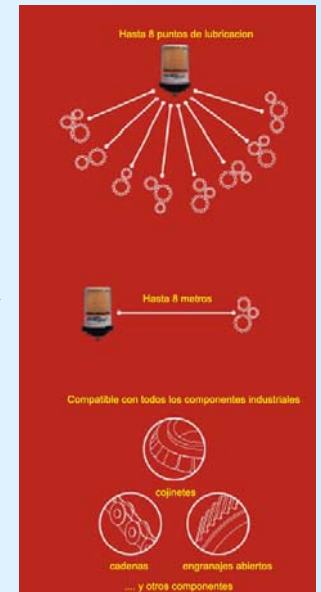 Hasta 8 puntos de lubricacion
Hasta 8 metros
Compatible con todos los componentes industriales
cojinetes
cadenas
engranajes abiertos
.... y otros componentes